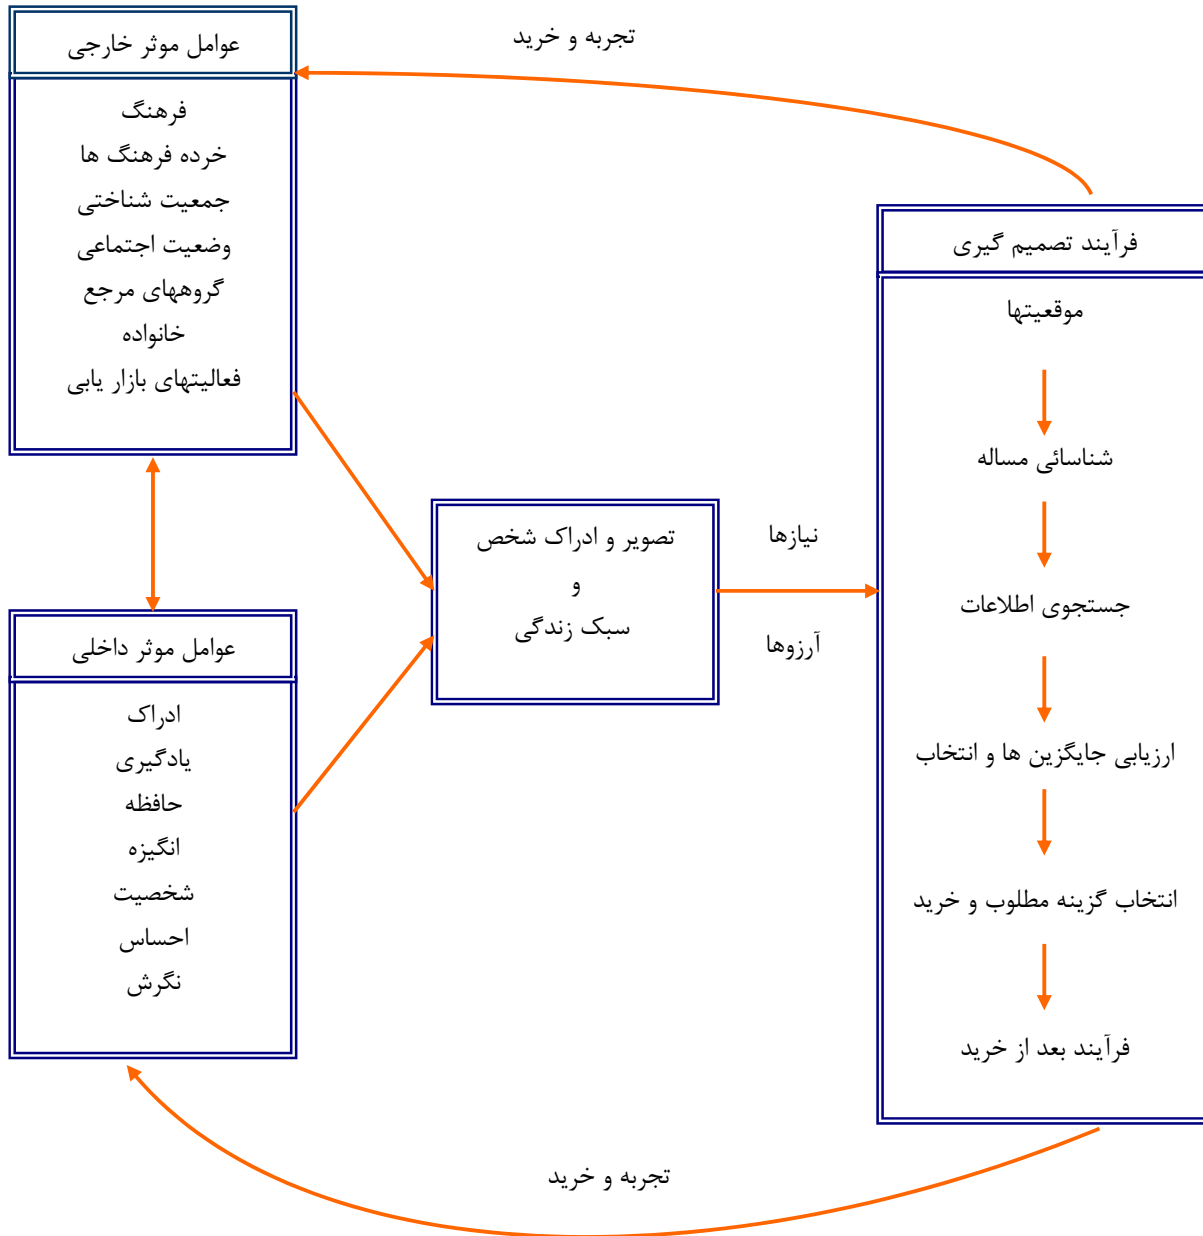 تجربه و خرید
عوامل موثر خارجی
فرهنگ
خرده فرهنگ ها
جمعیت شناختی
وضعیت اجتماعی
گروههای مرجع
خانواده
فعالیتهای بازار یابی
عوامل موثر داخلی
ادراک
یادگیری
حافظه
انگیزه
شخصیت
احساس
نگرش
تصویر و ادراک شخص
و
سبک زندگی
نیازها
آرزوها
فرآیند تصمیم گیری
موقعیتها
شناسائی مساله
جستجوی اطلاعات
ارزیابی جایگزین ها و انتخاب
انتخاب گزینه مطلوب و خرید
فرآیند بعد از خرید
تجربه و خرید